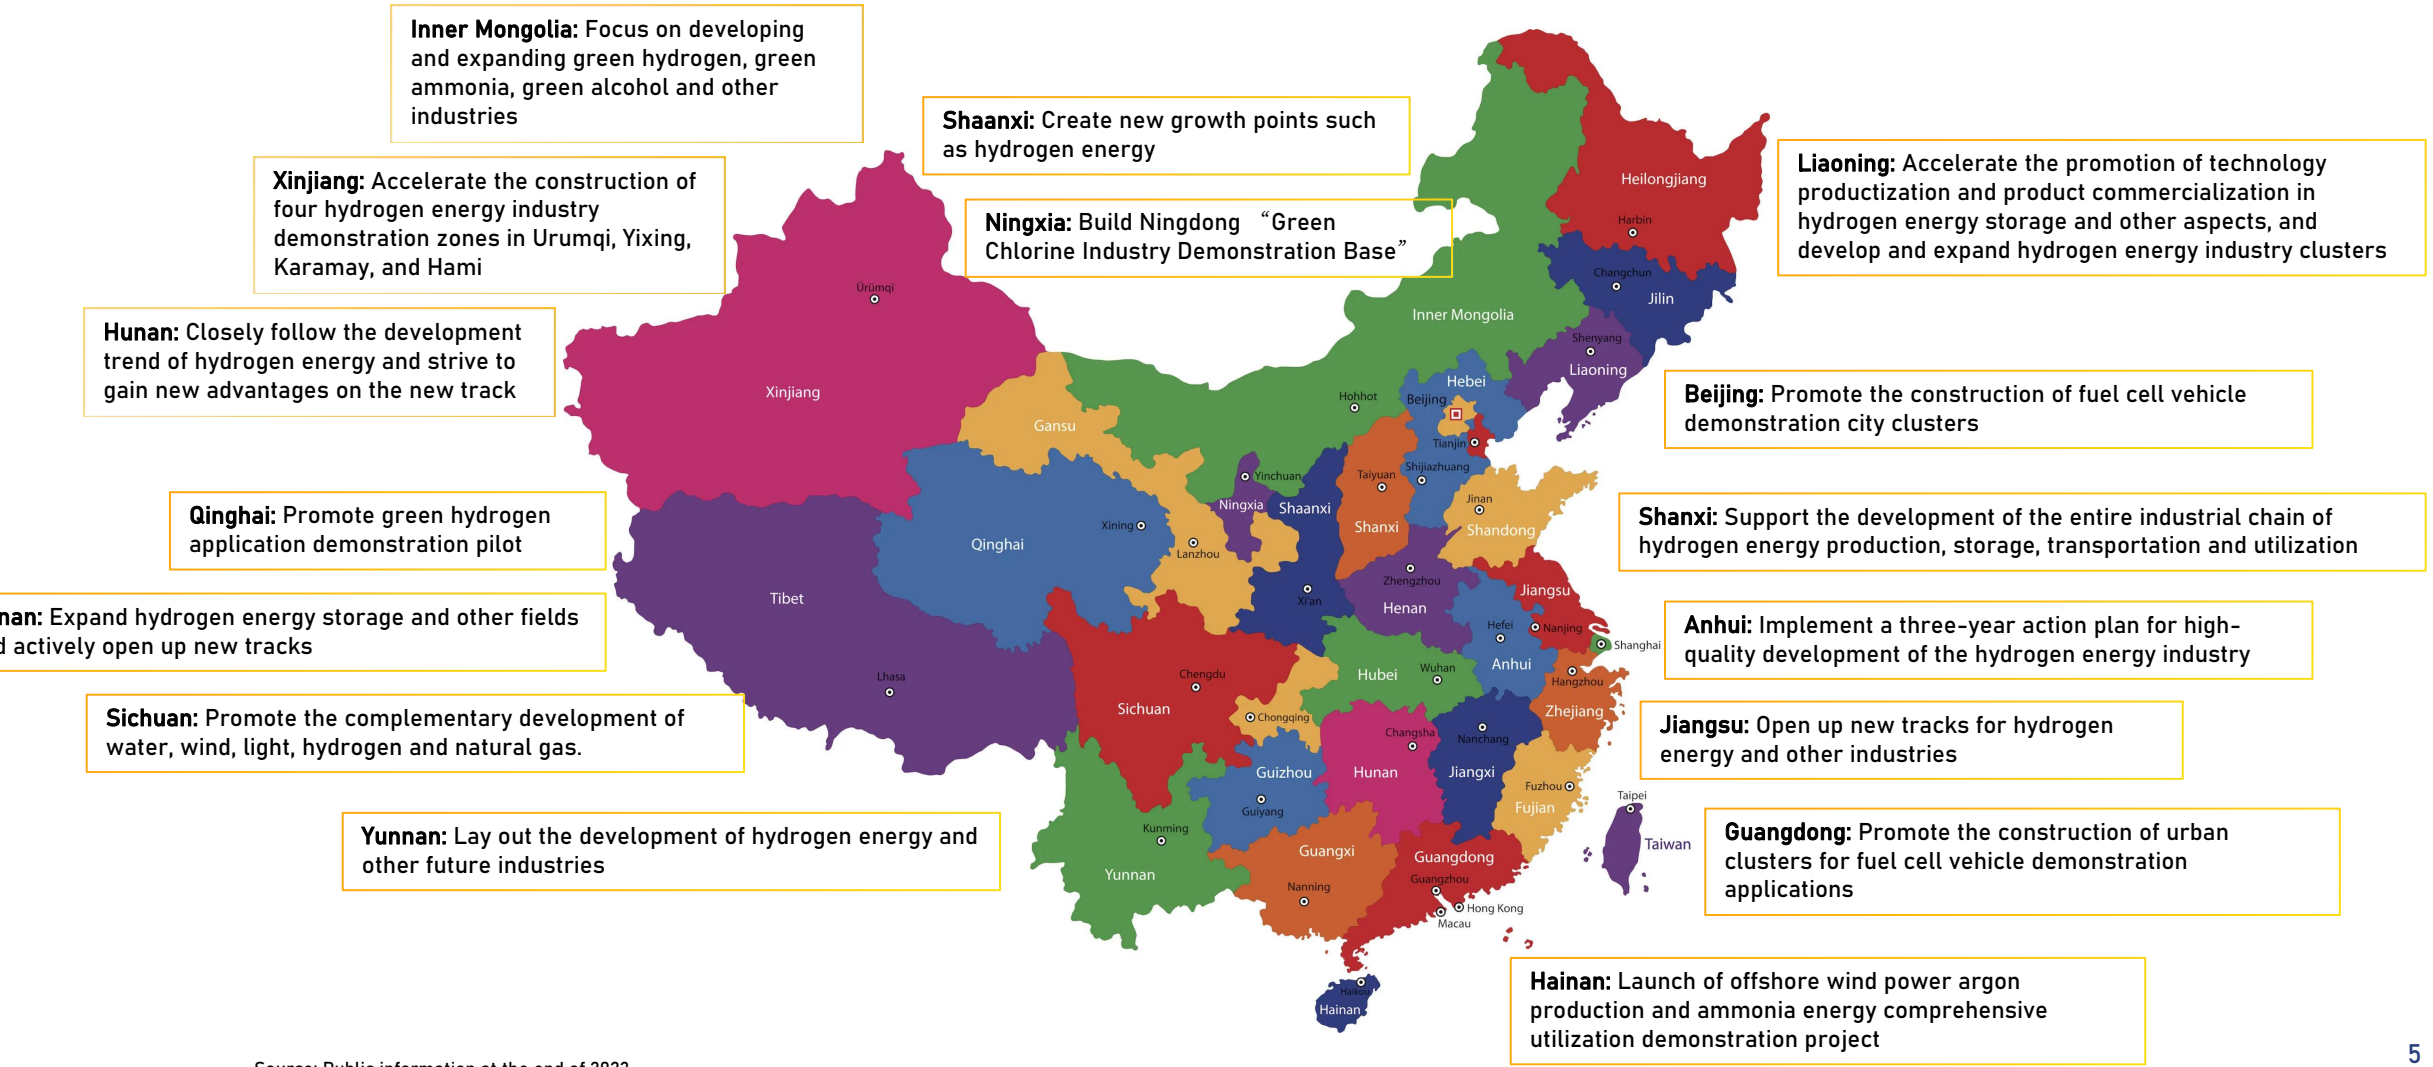 Inner Mongolia: Focus on developing
and expanding green hydrogen, green
ammonia, green alcohol and other
industries
Shaanxi: Create new growth points such
as hydrogen energy
Xinjiang: Accelerate the construction of
four hydrogen energy industry
demonstration zones in Urumqi, Yixing,
Karamay, and Hami
Ningxia: Build Ningdong “Green
Chlorine Industry Demonstration Base”
Liaoning: Accelerate the promotion of technology
productization and product commercialization in
hydrogen energy storage and other aspects, and
develop and expand hydrogen energy industry clusters
Hunan: Closely follow the development
trend of hydrogen energy and strive to
gain new advantages on the new track
Beijing: Promote the construction of fuel cell vehicle
demonstration city clusters
Qinghai: Promote green hydrogen
application demonstration pilot
Shanxi: Support the development of the entire industrial chain of
hydrogen energy production, storage, transportation and utilization
nan: Expand hydrogen energy storage and other fields
d actively open up new tracks
Anhui: Implement a three-year action plan for high-
quality development of the hydrogen energy industry
Sichuan: Promote the complementary development of
water, wind, light, hydrogen and natural gas.
Jiangsu: Open up new tracks for hydrogen
energy and other industries
Yunnan: Lay out the development of hydrogen energy and
other future industries
Guangdong: Promote the construction of urban
clusters for fuel cell vehicle demonstration
applications
Hainan: Launch of offshore wind power argon
production and ammonia energy comprehensive
utilization demonstration project
Heilongjiang
Harbin
Changchun
Jilin
Ürümqi
Inner Mongolia
Shenyang
Liaoning
Hebei
Xinjiang
Hohhot
Beijing
Gansu
Tianjin
Shijiazhuang
Taiyuan
Yinchuan
Jinan
Ningxia
Shaanxi
Shanxi
Shandong
Xining
Qinghai
Lanzhou
Zhengzhou
Jiangsu
Tibet
Xi'an
Henan
Hefei
Nanjing
Shanghai
Anhui
Hubei
Wuhan
Lhasa
Chengdu
Hangzhou
Sichuan
Chongqing
Zhejiang
Changsha
Nanchang
Guizhou
Hunan
Jiangxi
Fuzhou
Taipei
Guiyang
Fujian
Kunming
Taiwan
Guangxi
Guangdong
Yunnan
Guangzhou
Nanning
Hong Kong
Macau
Haikou
Hainan
Source: Public information at the end of 2023
5